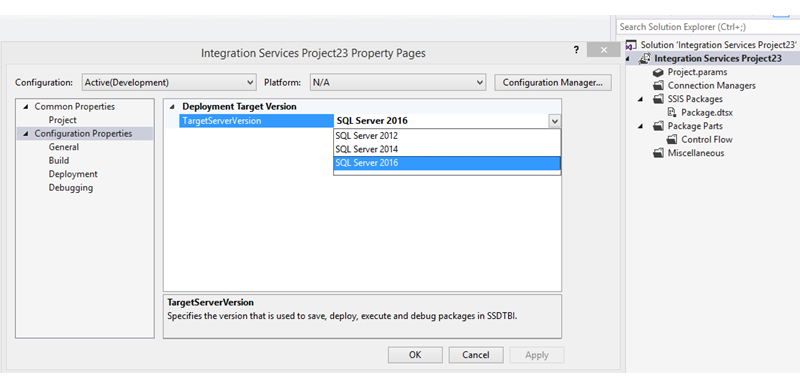 Integration Services Project23 Property Pages
?
x
Configuration:
Active(Development)
Platform:
N/A
Configuration Manager...
Common Properties
Project
Configuration Properties
General
Build
Deployment
Debugging
Deployment Target Version
TargetServerVersion
SQL Server 2016
SQL Server 2012
SQL Server 2014
SQL Server 2016
TargetServerVersion
Specifies the version that is used to save, deploy, execute and debug packages in SSDTBI.
OK
Cancel
Apply
Search Solution Explorer (Ctrl+;)
Solution 'Integration Services Project23'
Integration Services Project23
Project.params
Connection Managers
SSIS Packages
Package.dtsx
Package Parts
Control Flow
Miscellaneous